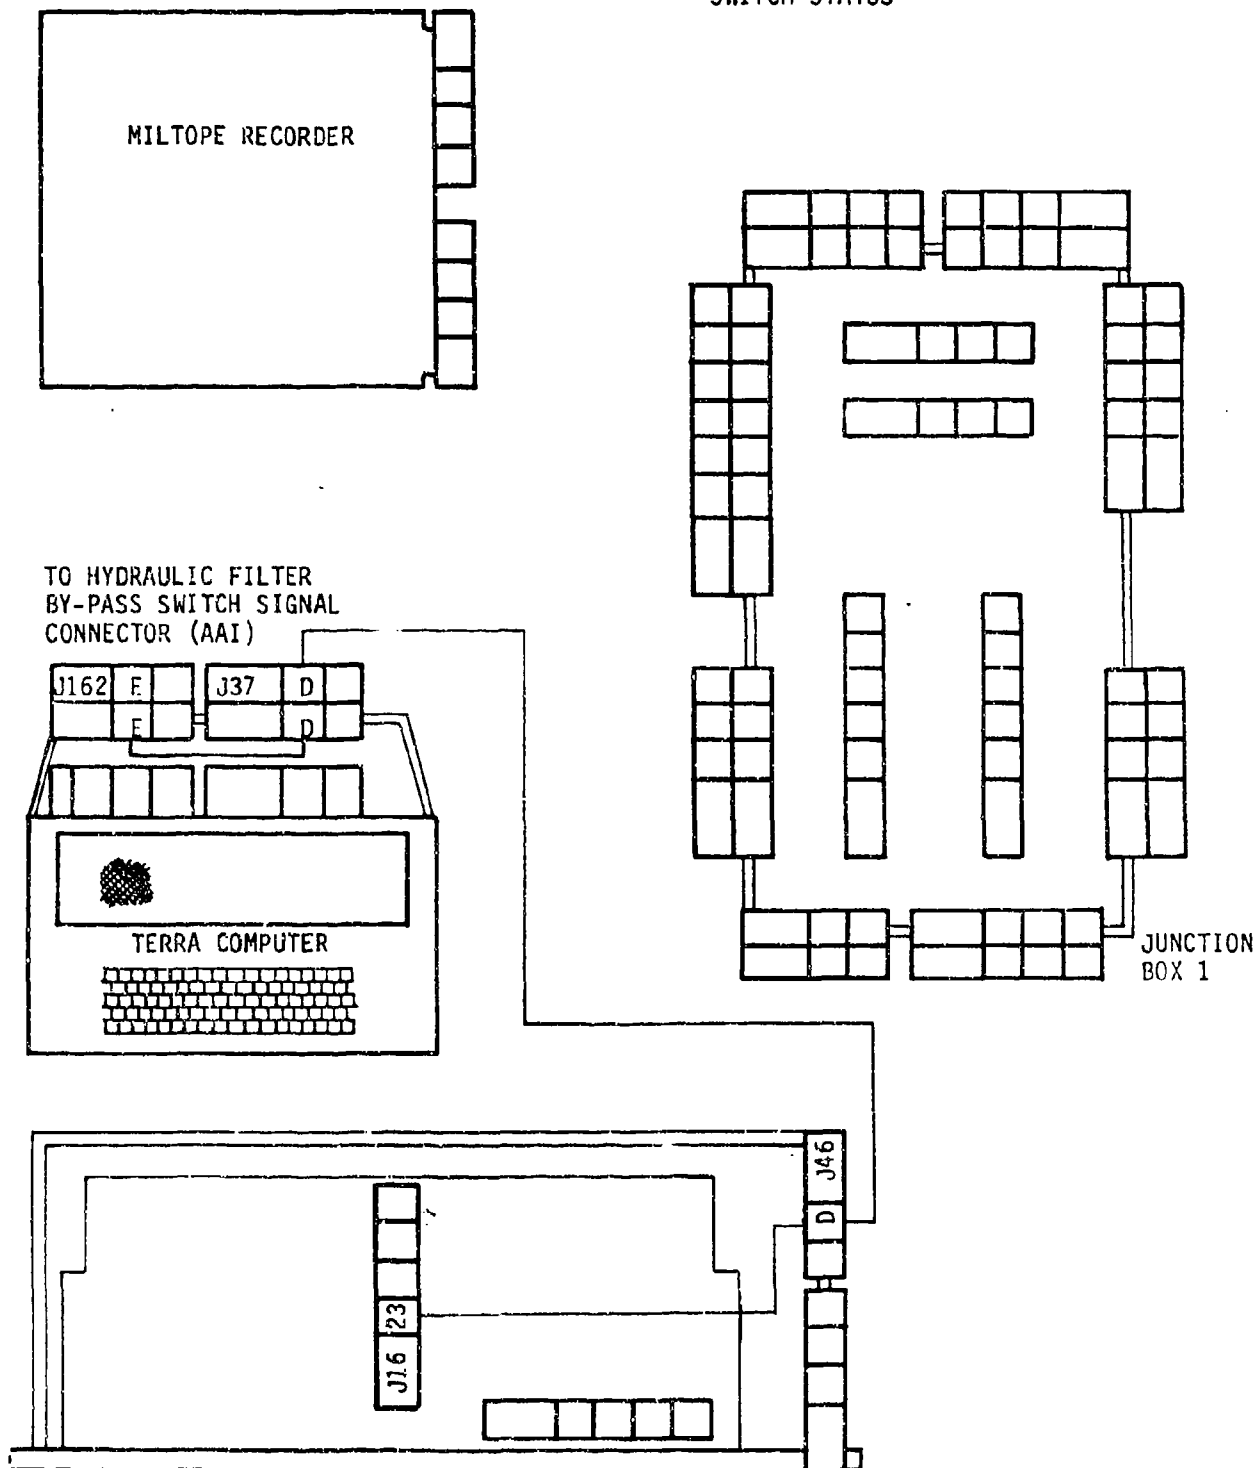 SWITCH STATUS
MILTOPE RECORDER
TO HYDRAULIC FILTER
BY-PASS SWITCH SIGNAL
CONNECTOR (AAI)
J162 E J37 D
E D
TERRA COMPUTER
JUNCTION
BOX 1
J46
D
23
J16